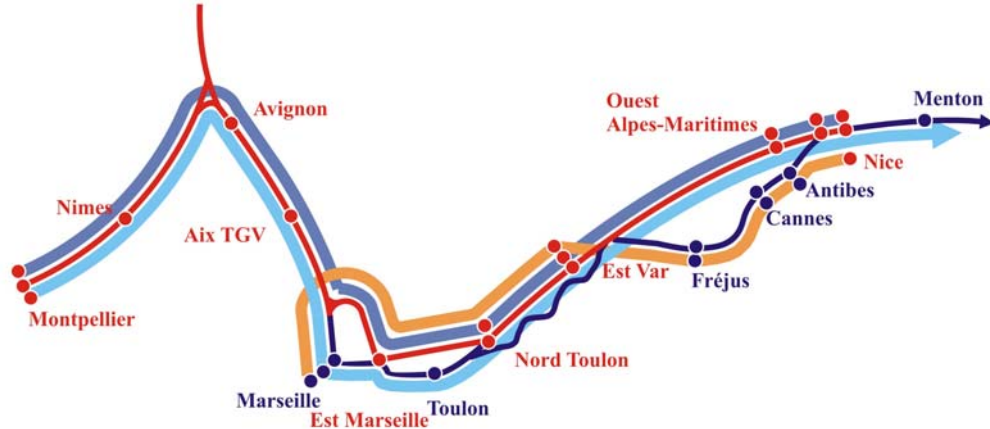 Avignon
Ouest
Alpes-Maritimes
Menton
Nice
Antibes
Nimes
Cannes
Aix TGV
Est Var
Fréjus
Montpellier
Nord Toulon
Marseille
Toulon
Est Marseille